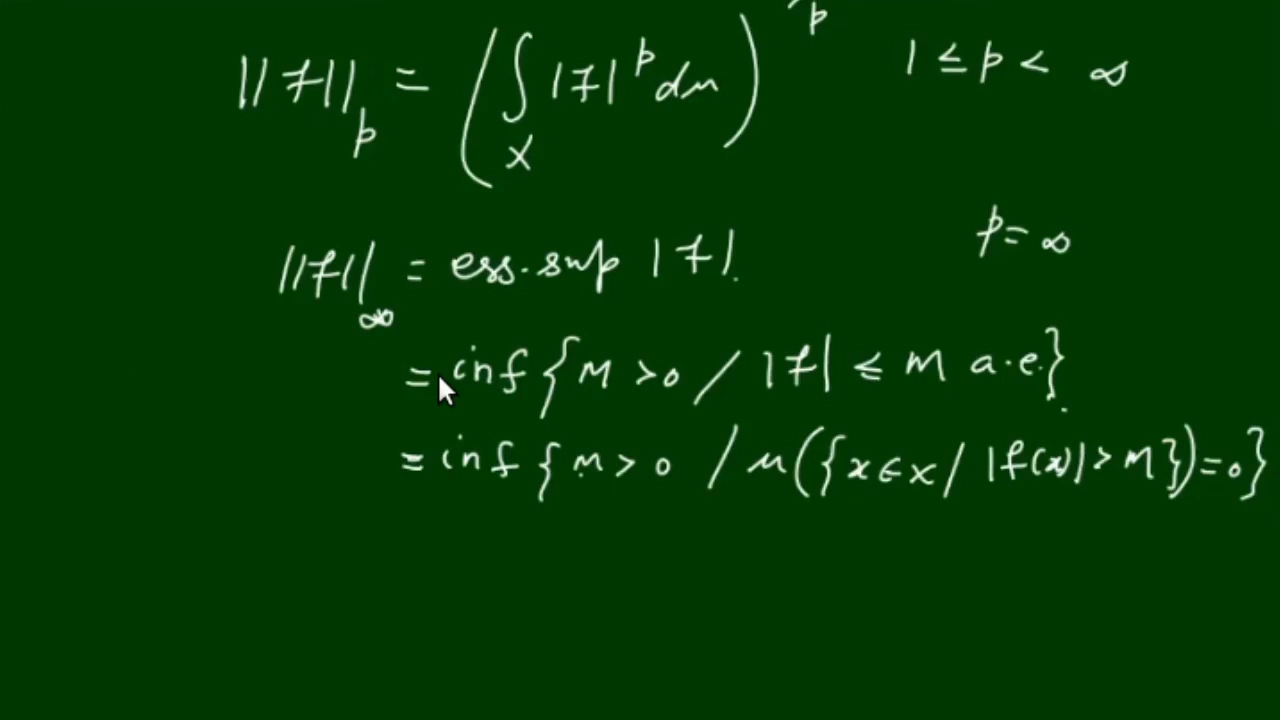 ||f||_p = ( ∫_X |f|^p dμ )^{1/p} 1 ≤ p < ∞
||f||_∞ = ess.sup |f|. p = ∞
= inf { M > 0 / |f| ≤ M a.e. }
= inf { M > 0 / μ({x ∈ X / |f(x)| > M}) = 0 }